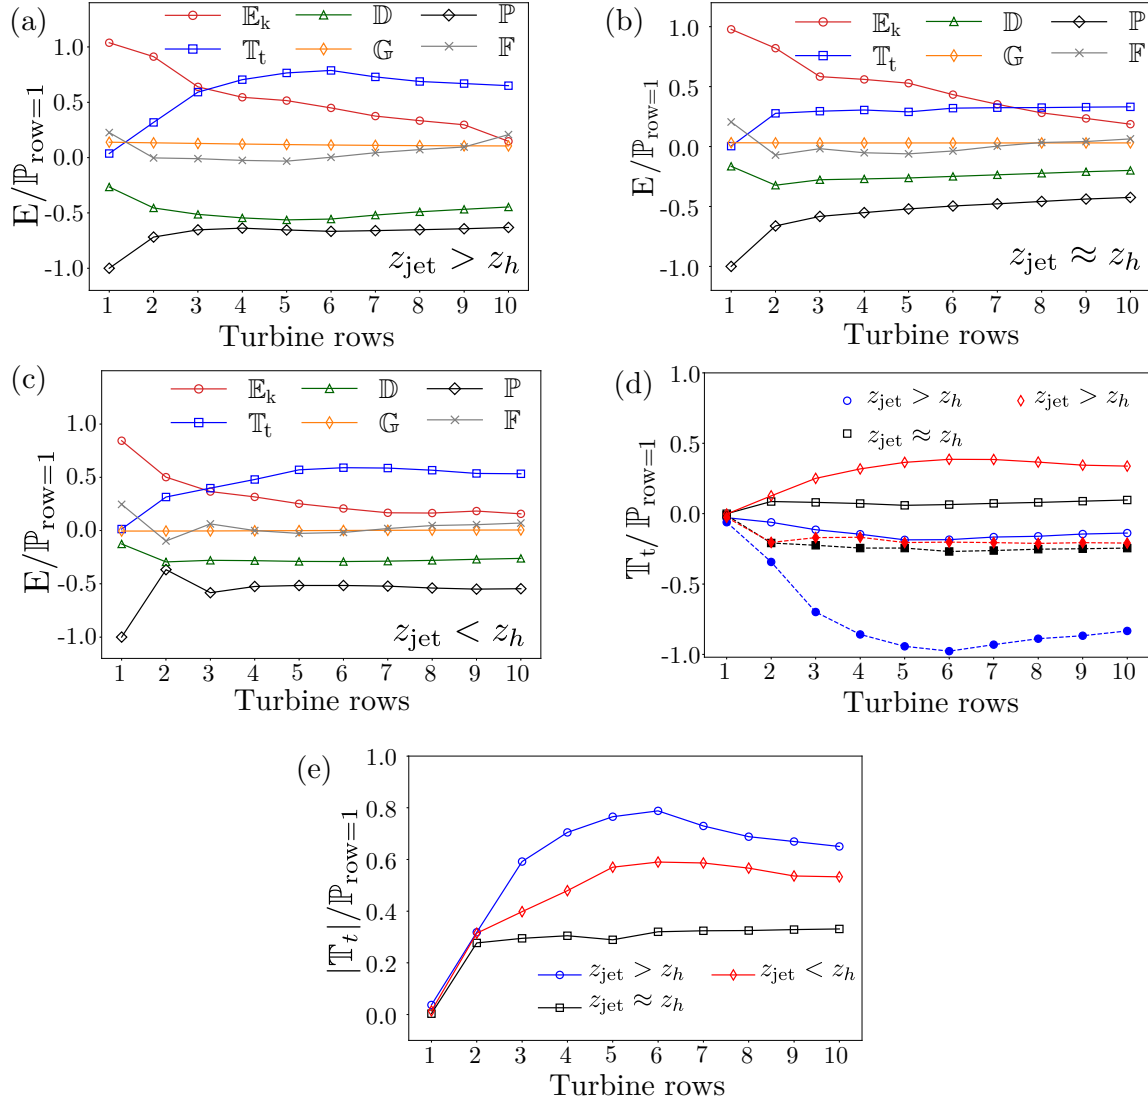 (a)
𝔼k 𝔻 ℙ
𝕋t 𝔾 𝔽
E/ℙrow=1
1.0
0.5
0.0
-0.5
-1.0
zjet > zh
1 2 3 4 5 6 7 8 9 10
Turbine rows
(b)
𝔼k 𝔻 ℙ
𝕋t 𝔾 𝔽
E/ℙrow=1
1.0
0.5
0.0
-0.5
-1.0
zjet ≈ zh
1 2 3 4 5 6 7 8 9 10
Turbine rows
(c)
𝔼k 𝔻 ℙ
𝕋t 𝔾 𝔽
E/ℙrow=1
1.0
0.5
0.0
-0.5
-1.0
zjet < zh
1 2 3 4 5 6 7 8 9 10
Turbine rows
(d)
zjet > zh zjet > zh
zjet ≈ zh
𝕋t/ℙrow=1
1.0
0.5
0.0
-0.5
-1.0
1 2 3 4 5 6 7 8 9 10
Turbine rows
(e)
|𝕋t|/ℙrow=1
1.0
0.8
0.6
0.4
0.2
0.0
zjet > zh zjet < zh
zjet ≈ zh
1 2 3 4 5 6 7 8 9 10
Turbine rows